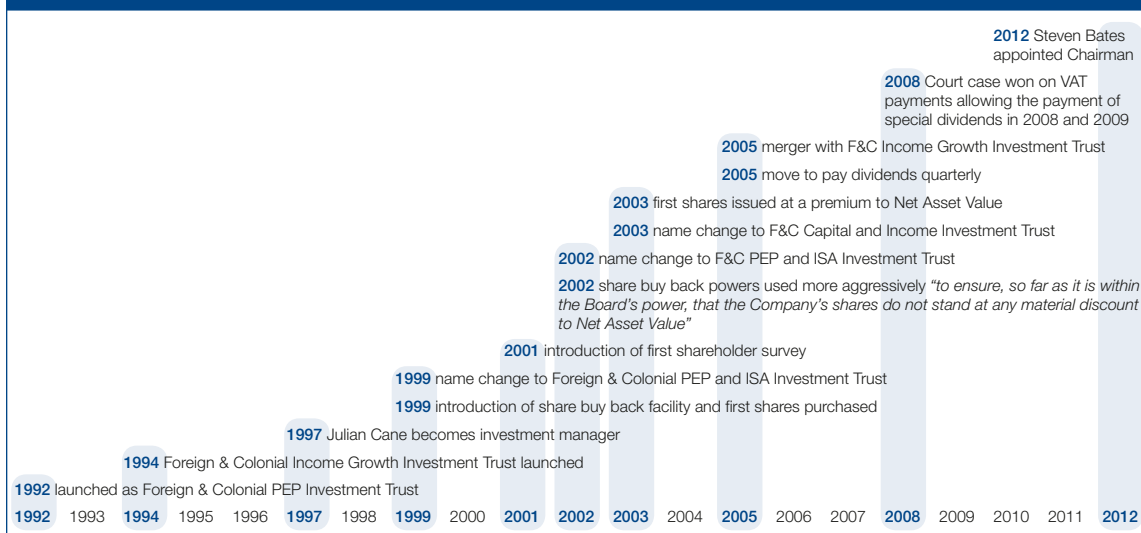 2012 Steven Bates
appointed Chairman
2008 Court case won on VAT
payments allowing the payment of
special dividends in 2008 and 2009
2005 merger with F&C Income Growth Investment Trust
2005 move to pay dividends quarterly
2003 first shares issued at a premium to Net Asset Value
2003 name change to F&C Capital and Income Investment Trust
2002 name change to F&C PEP and ISA Investment Trust
2002 share buy back powers used more aggressively “to ensure, so far as it is within
the Board’s power, that the Company’s shares do not stand at any material discount
to Net Asset Value”
2001 introduction of first shareholder survey
1999 name change to Foreign & Colonial PEP and ISA Investment Trust
1999 introduction of share buy back facility and first shares purchased
1997 Julian Cane becomes investment manager
1994 Foreign & Colonial Income Growth Investment Trust launched
1992 launched as Foreign & Colonial PEP Investment Trust
1992 1993 1994 1995 1996 1997 1998 1999 2000 2001 2002 2003 2004 2005 2006 2007 2008 2009 2010 2011 2012